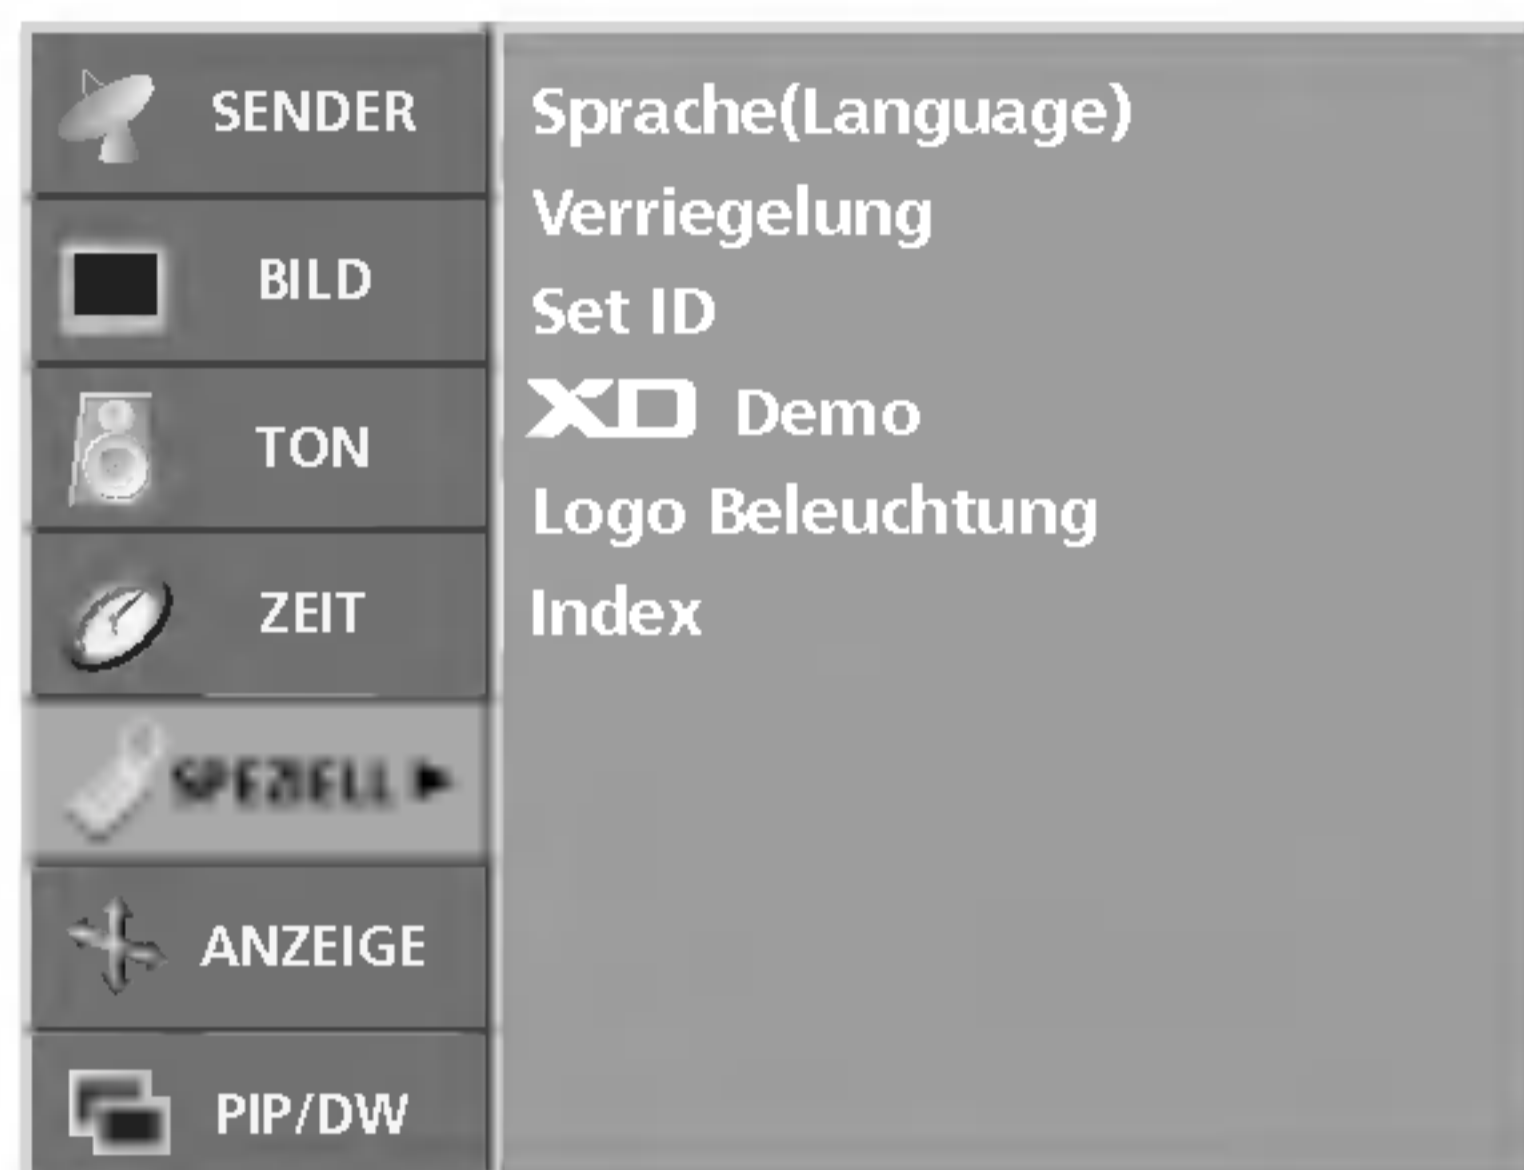 SENDER
BILD
TON
ZEIT
SPEZIELL ►
ANZEIGE
PIP/DW
Sprache(Language)
Verriegelung
Set ID
XD Demo
Logo Beleuchtung
Index